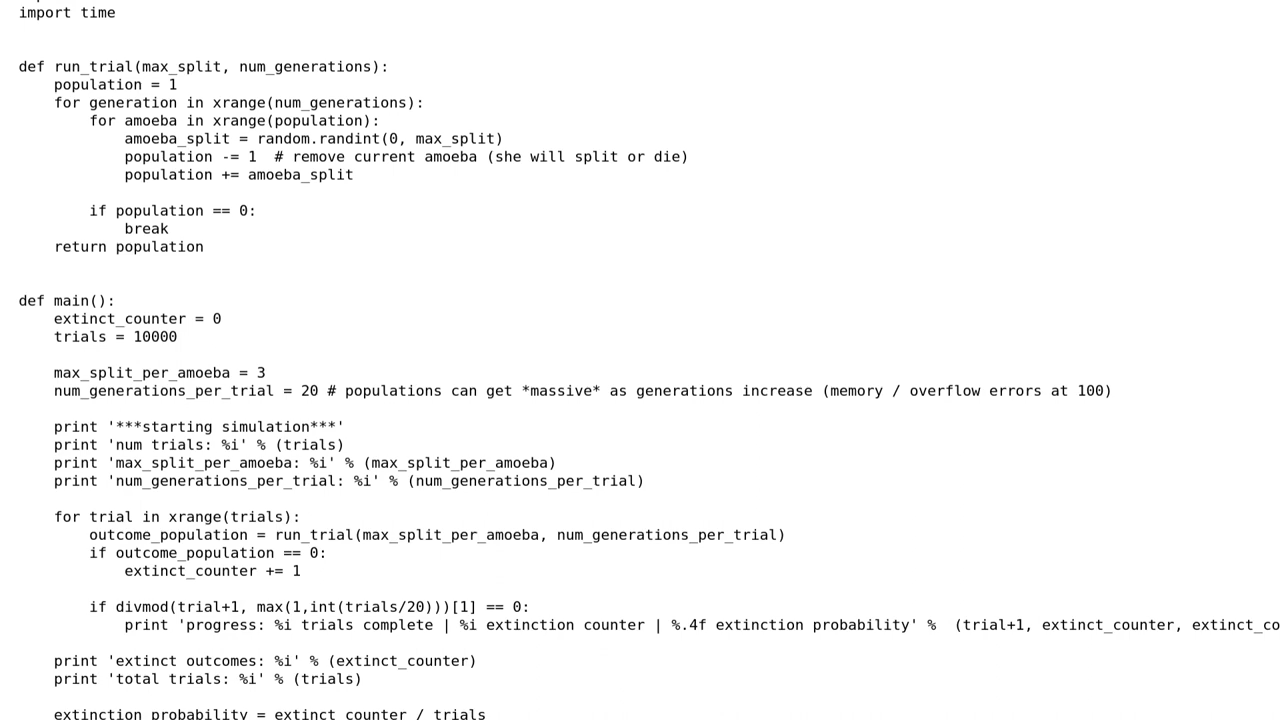 import time
def run_trial(max_split, num_generations):
    population = 1
    for generation in xrange(num_generations):
        for amoeba in xrange(population):
            amoeba_split = random.randint(0, max_split)
            population -= 1  # remove current amoeba (she will split or die)
            population += amoeba_split
        if population == 0:
            break
    return population
def main():
    extinct_counter = 0
    trials = 10000
    max_split_per_amoeba = 3
    num_generations_per_trial = 20 # populations can get *massive* as generations increase (memory / overflow errors at 100)
    print '***starting simulation***'
    print 'num trials: %i' % (trials)
    print 'max_split_per_amoeba: %i' % (max_split_per_amoeba)
    print 'num_generations_per_trial: %i' % (num_generations_per_trial)
    for trial in xrange(trials):
        outcome_population = run_trial(max_split_per_amoeba, num_generations_per_trial)
        if outcome_population == 0:
            extinct_counter += 1
        if divmod(trial+1, max(1,int(trials/20)))[1] == 0:
            print 'progress: %i trials complete | %i extinction counter | %.4f extinction probability' %  (trial+1, extinct_counter, extinct_co
    print 'extinct outcomes: %i' % (extinct_counter)
    print 'total trials: %i' % (trials)
    extinction_probability = extinct_counter / trials